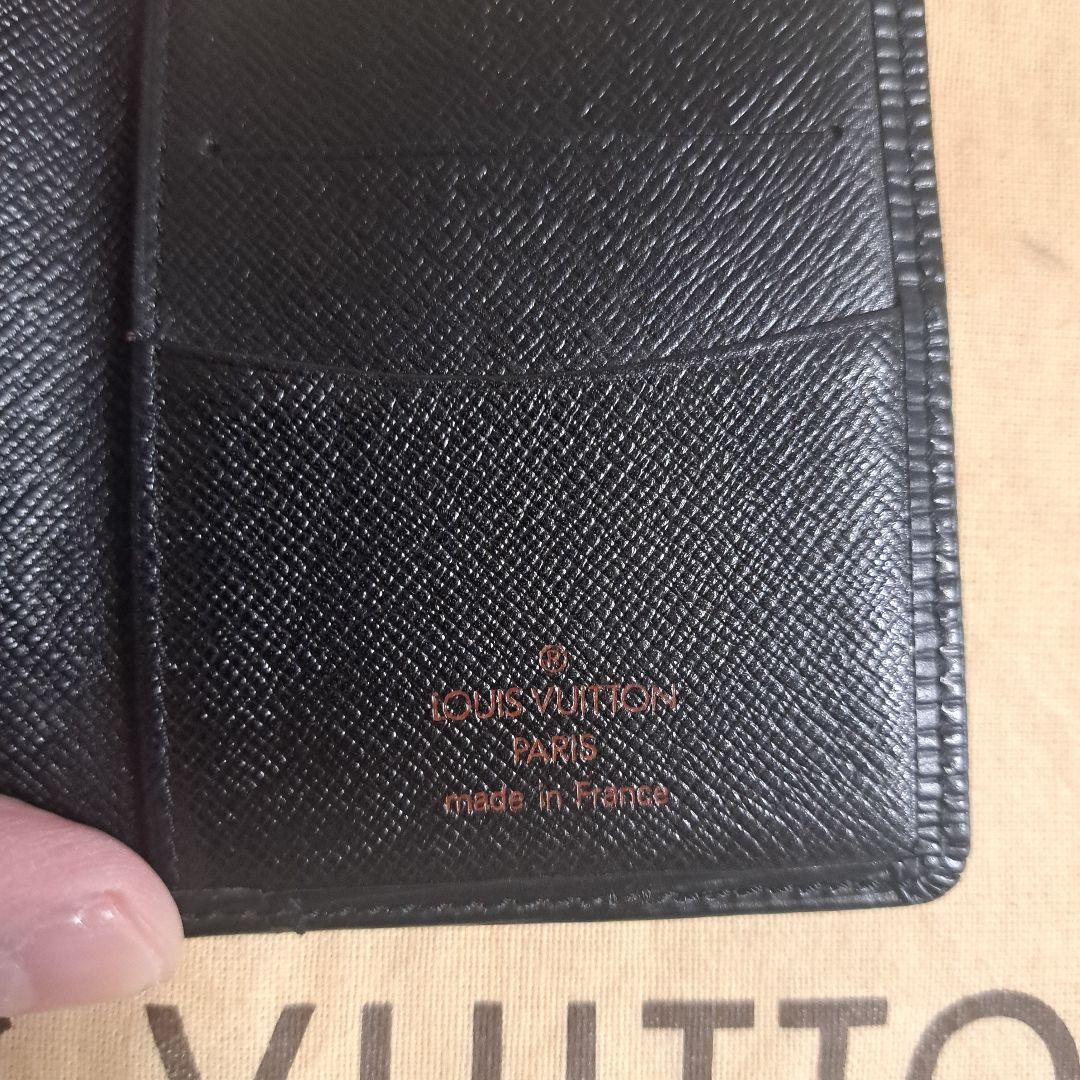 ®
LOUIS VUITTON
PARIS
made in France
VUITTO